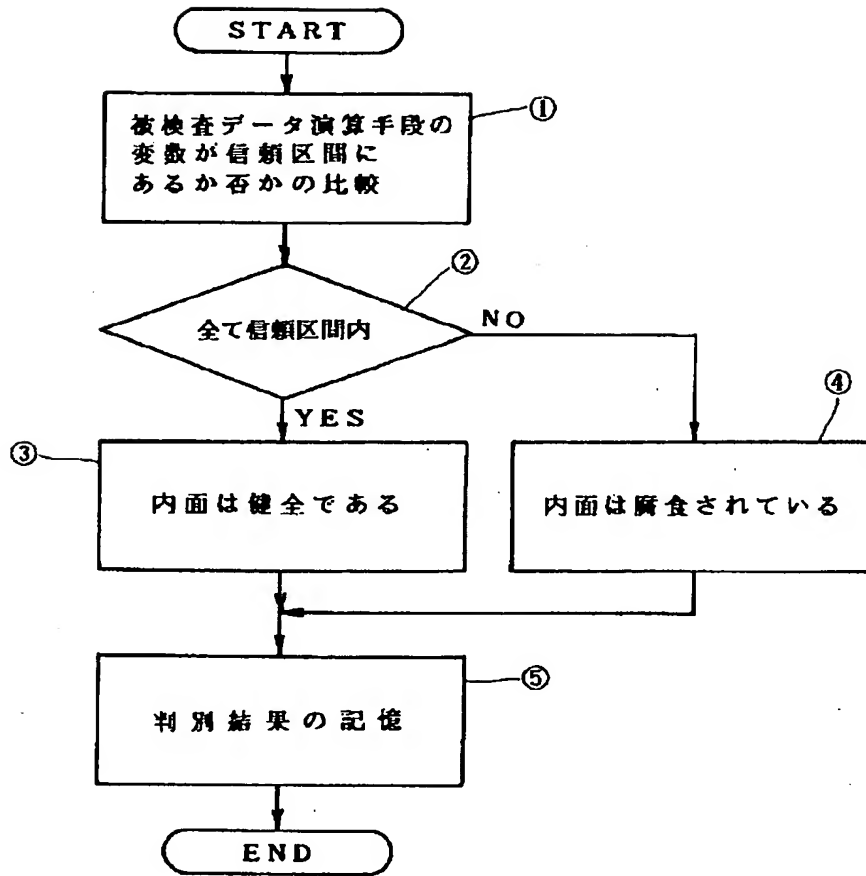 START
①
被検査データ演算手段の
変数が信頼区間に
あるか否かの比較
②
全て信頼区間内
NO
YES
③
④
内面は健全である
内面は腐食されている
⑤
判別結果の記憶
END